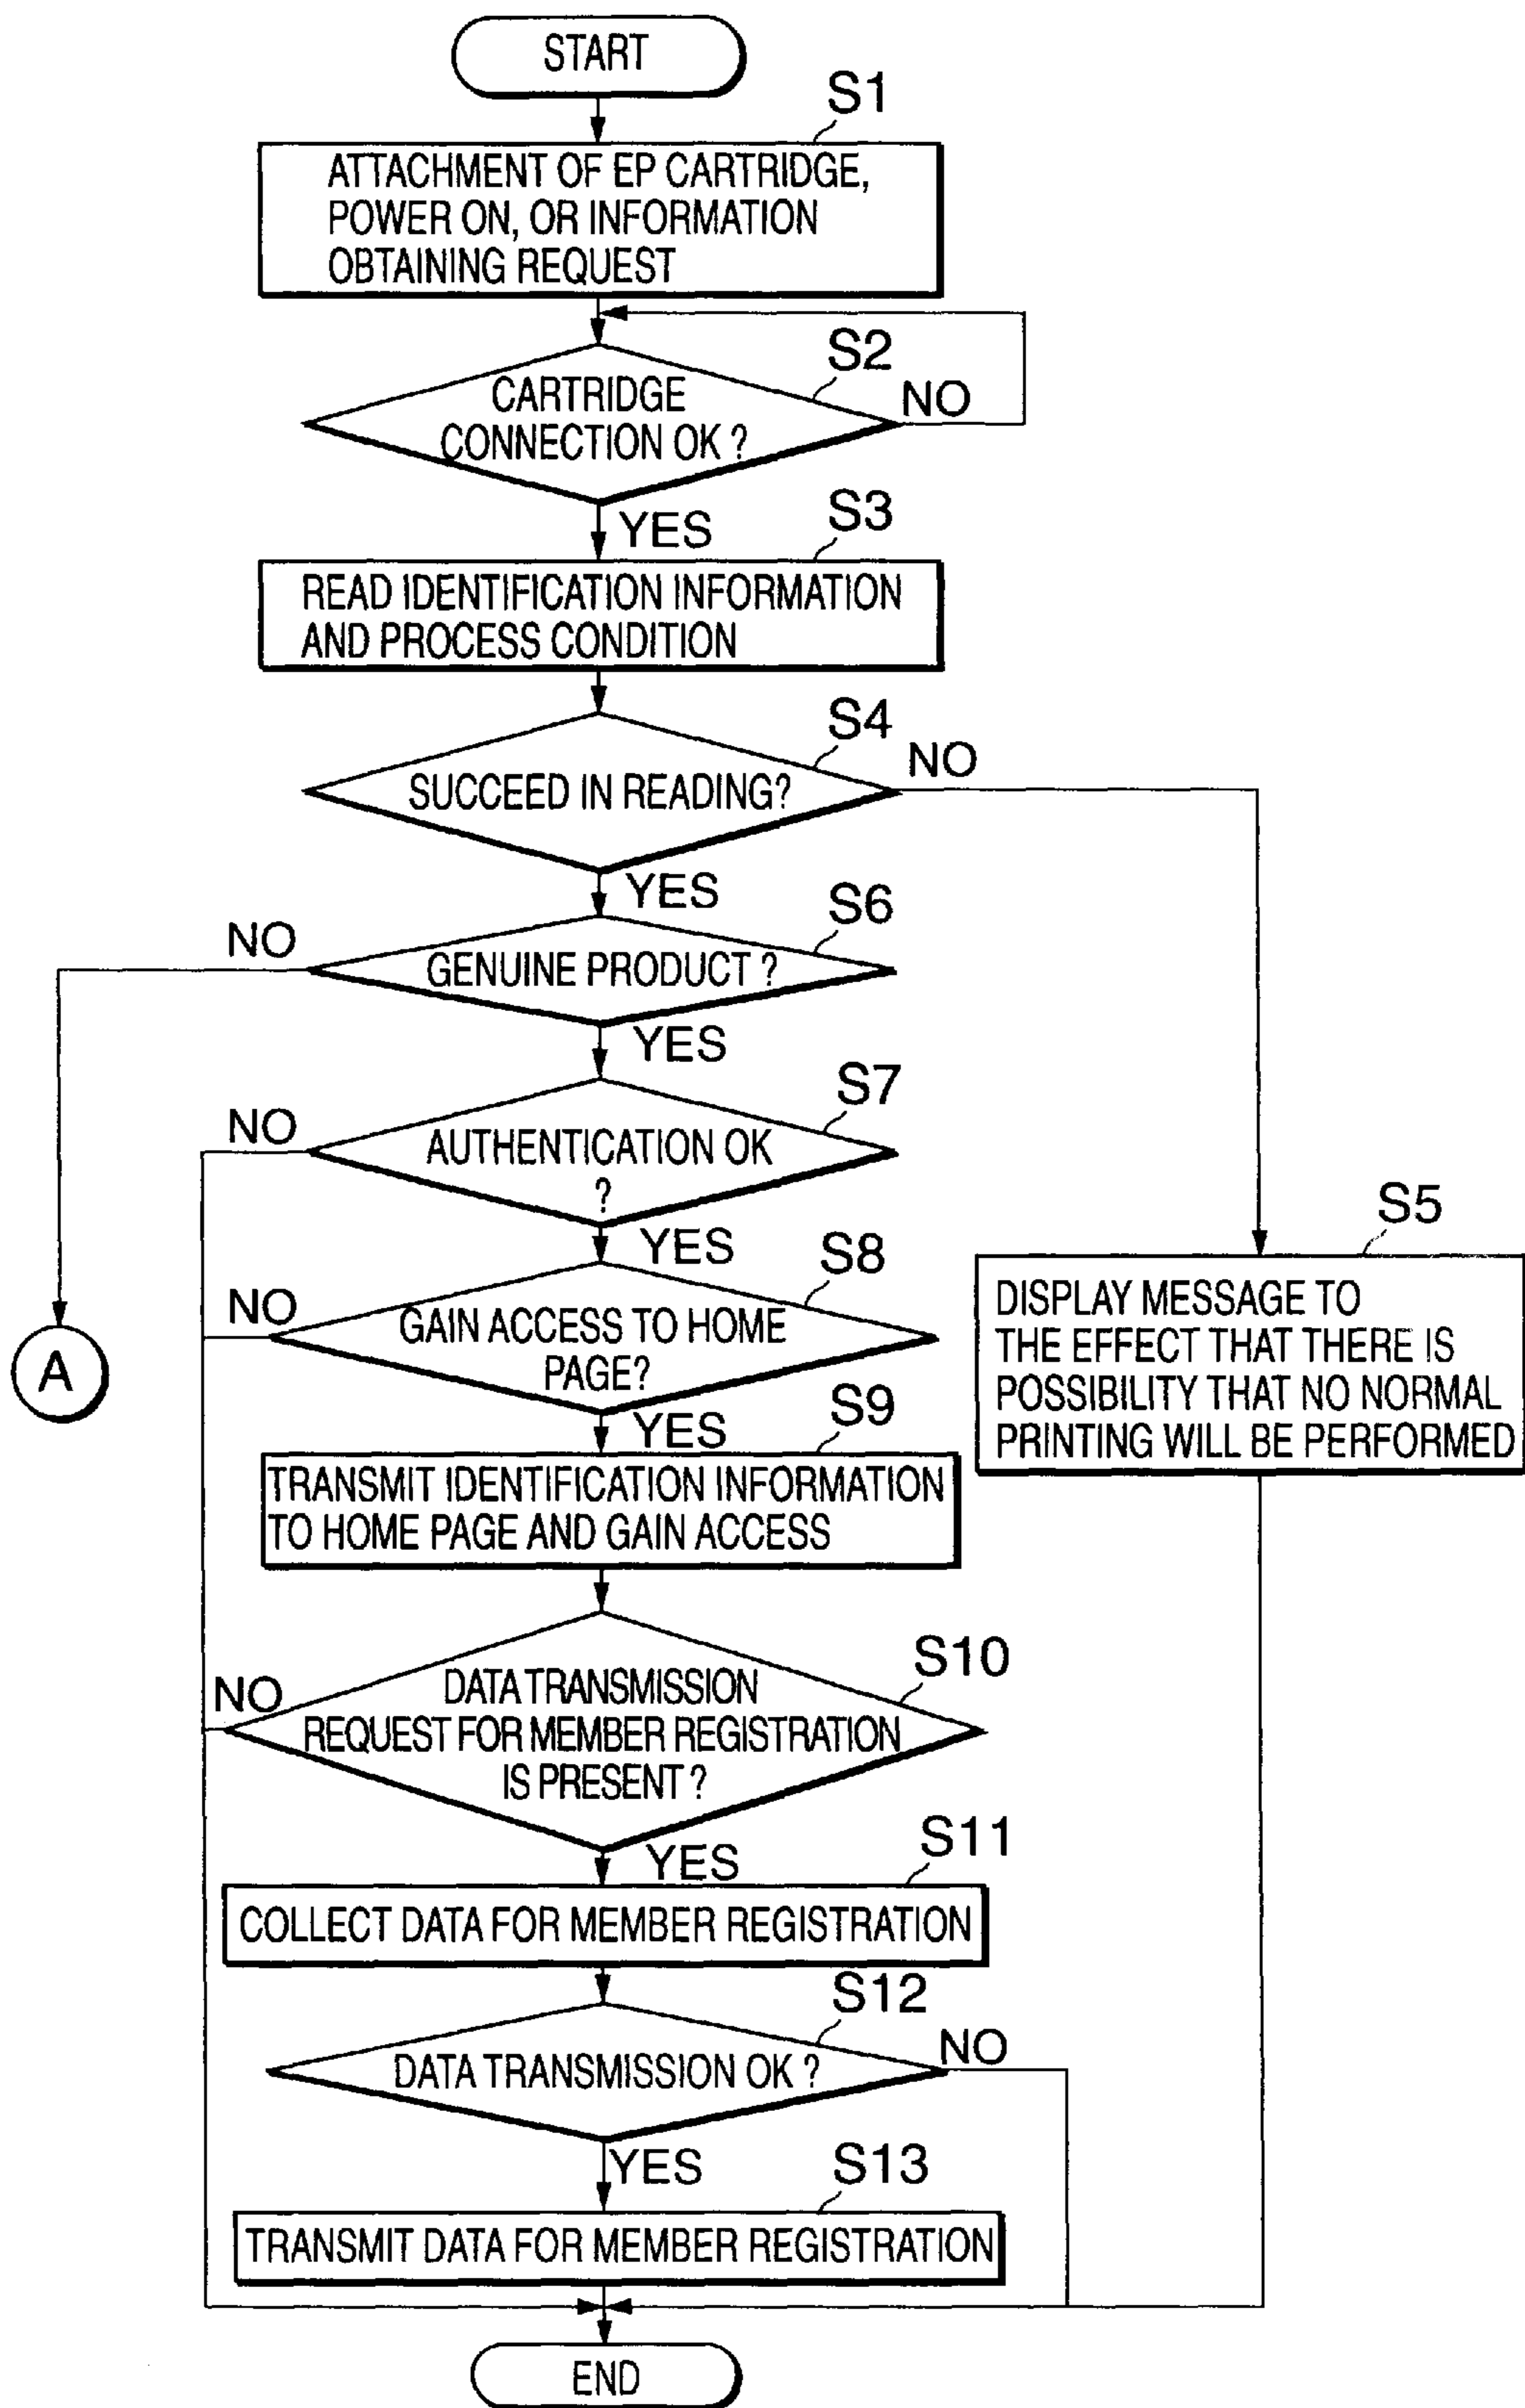 START
S1
ATTACHMENT OF EP CARTRIDGE,
POWER ON, OR INFORMATION
OBTAINING REQUEST
S2
CARTRIDGE
CONNECTION OK ?
NO
YES
S3
READ IDENTIFICATION INFORMATION
AND PROCESS CONDITION
S4
NO
SUCCEED IN READING?
YES
S6
NO
GENUINE PRODUCT ?
YES
S7
NO
AUTHENTICATION OK
?
YES
S8
NO
GAIN ACCESS TO HOME
PAGE?
YES
S5
DISPLAY MESSAGE TO
THE EFFECT THAT THERE IS
POSSIBILITY THAT NO NORMAL
PRINTING WILL BE PERFORMED
A
S9
TRANSMIT IDENTIFICATION INFORMATION
TO HOME PAGE AND GAIN ACCESS
S10
NO
DATA TRANSMISSION
REQUEST FOR MEMBER REGISTRATION
IS PRESENT ?
YES
S11
COLLECT DATA FOR MEMBER REGISTRATION
S12
NO
DATA TRANSMISSION OK ?
YES
S13
TRANSMIT DATA FOR MEMBER REGISTRATION
END